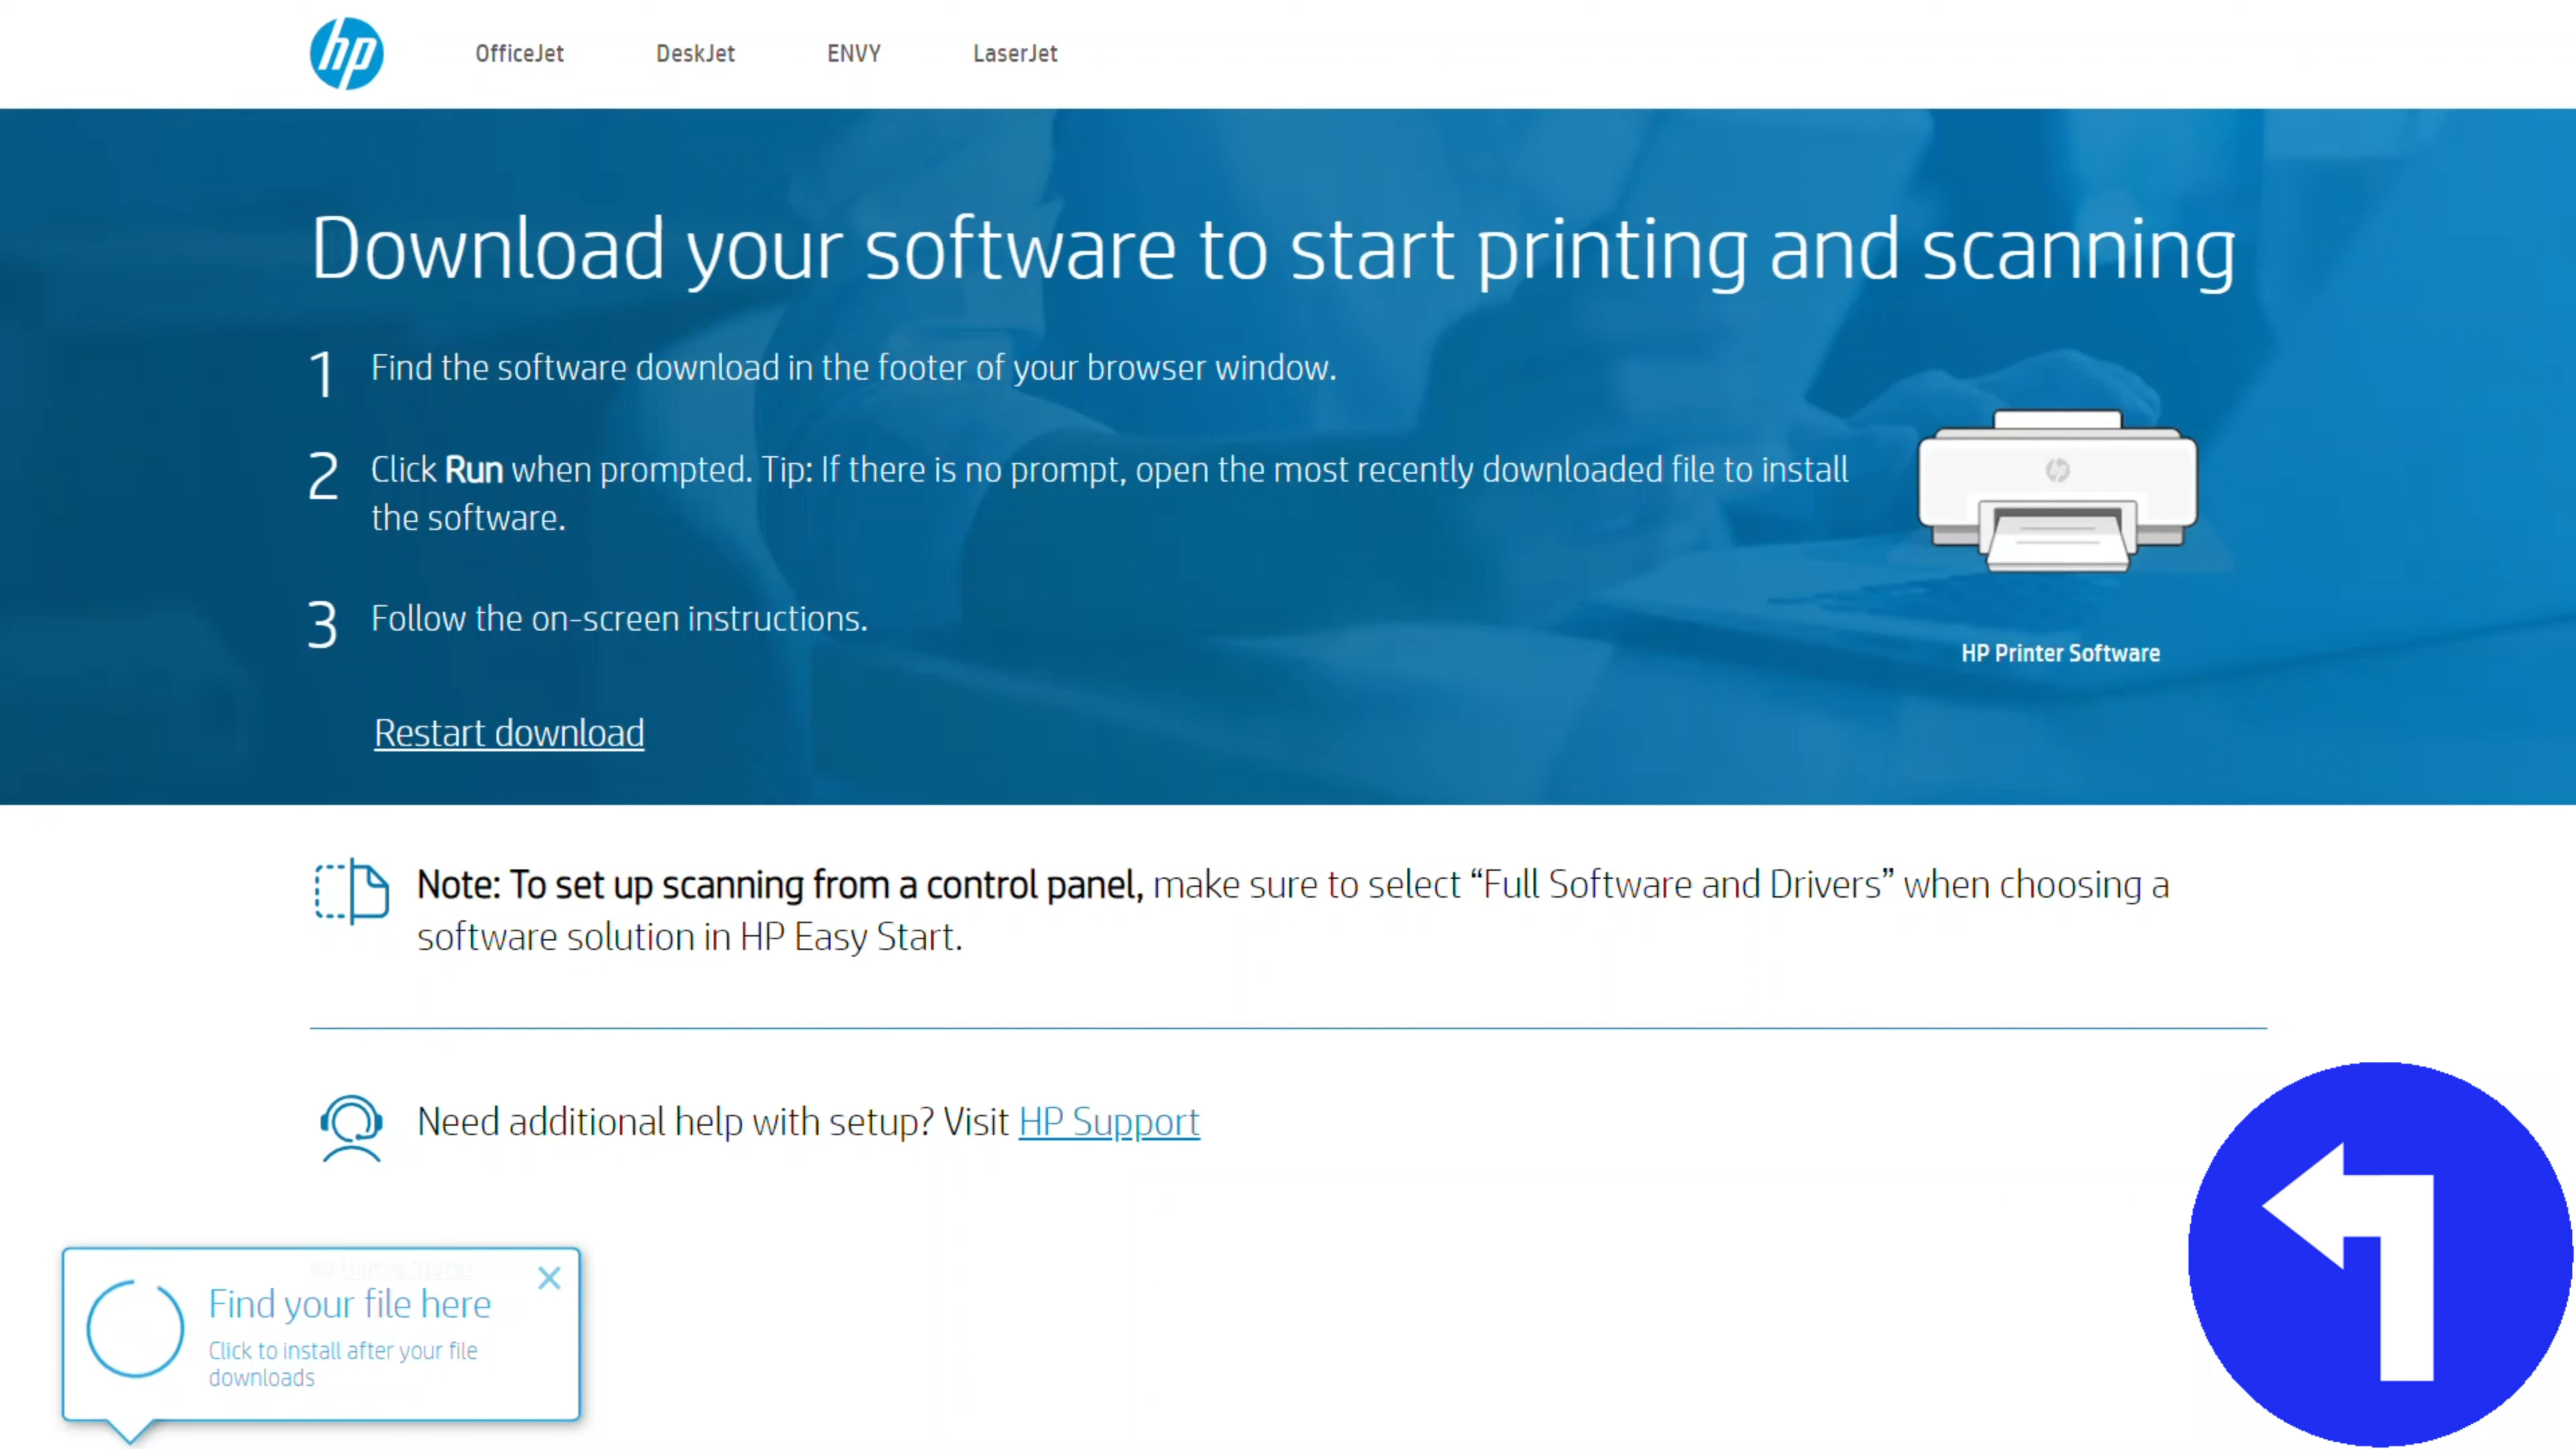 hp
OfficeJet
DeskJet
ENVY
LaserJet
Download your software to start printing and scanning
1 Find the software download in the footer of your browser window.
2 Click Run when prompted. Tip: If there is no prompt, open the most recently downloaded file to install
the software.
3 Follow the on-screen instructions.
hp
HP Printer Software
Restart download
Note: To set up scanning from a control panel, make sure to select “Full Software and Drivers” when choosing a
software solution in HP Easy Start.
Need additional help with setup? Visit HP Support
United States
Find your file here
Click to install after your file
downloads